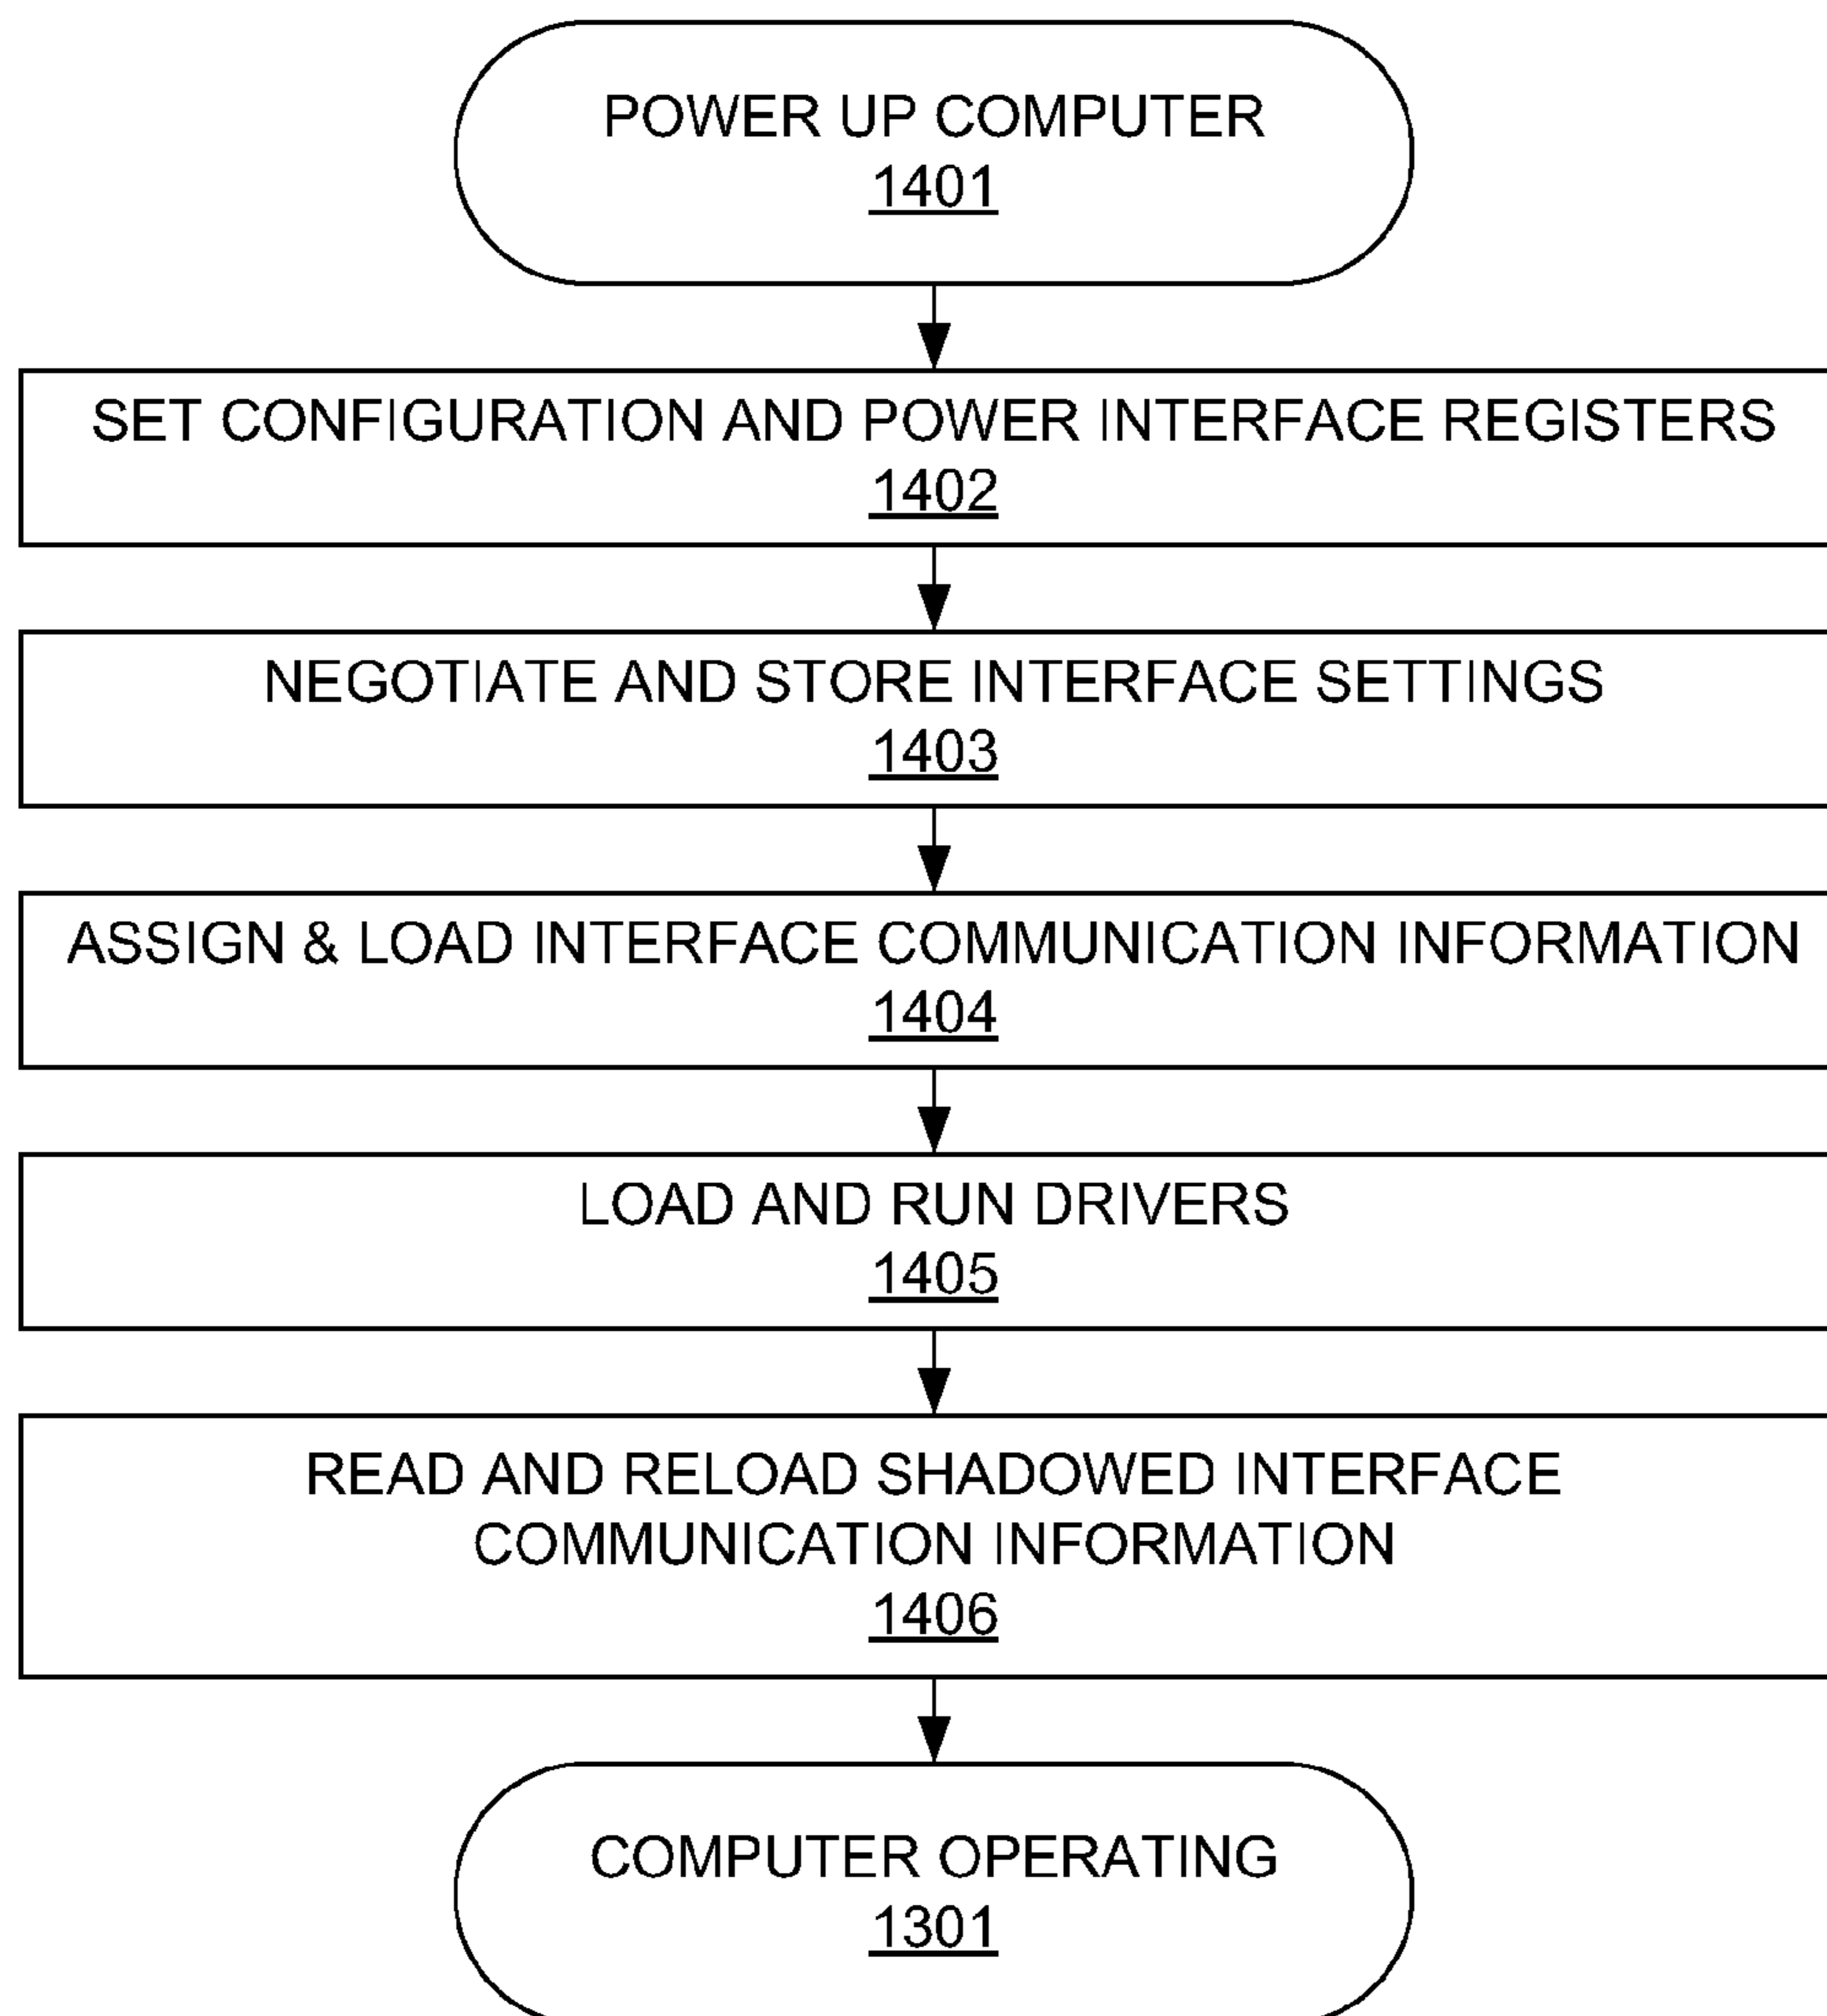 POWER UP COMPUTER
1401
SET CONFIGURATION AND POWER INTERFACE REGISTERS
1402
NEGOTIATE AND STORE INTERFACE SETTINGS
1403
ASSIGN & LOAD INTERFACE COMMUNICATION INFORMATION
1404
LOAD AND RUN DRIVERS
1405
READ AND RELOAD SHADOWED INTERFACE
COMMUNICATION INFORMATION
1406
COMPUTER OPERATING
1301